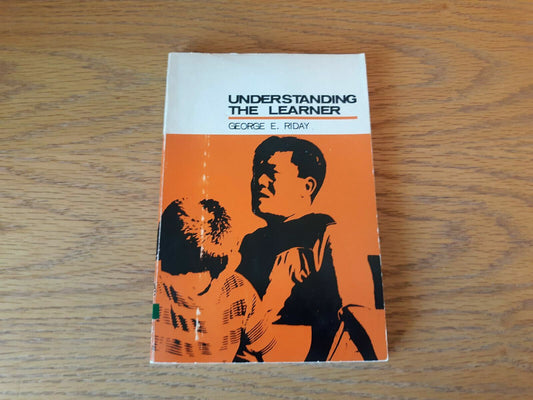 UNDERSTANDING
THE LEARNER
GEORGE E. RIDAY